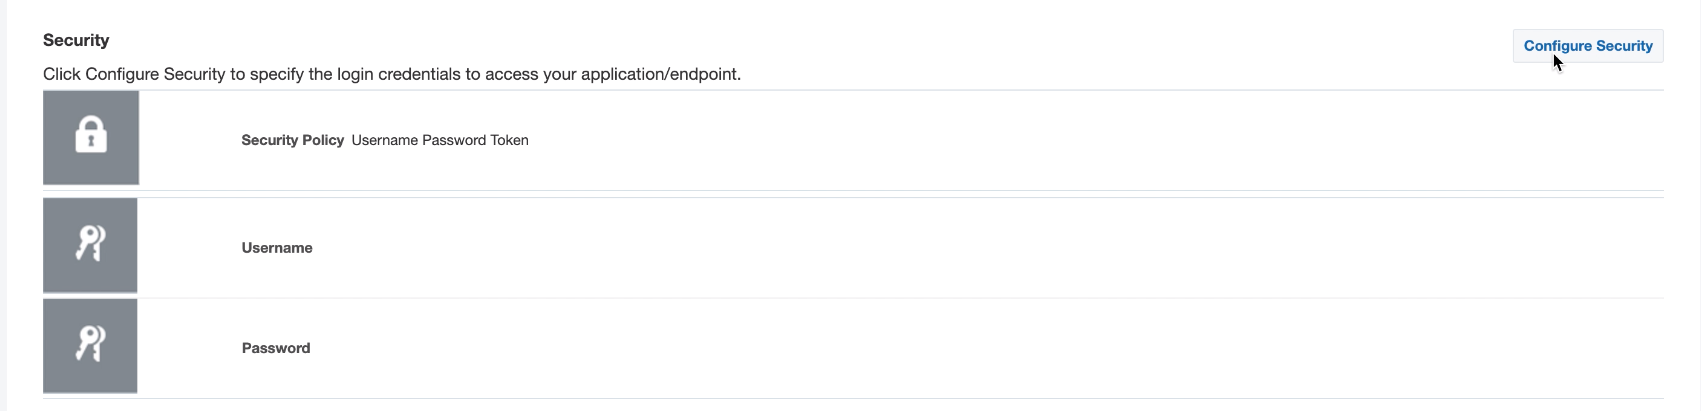 Security
Configure Security
Click Configure Security to specify the login credentials to access your application/endpoint.
Security Policy Username Password Token
Username
Password